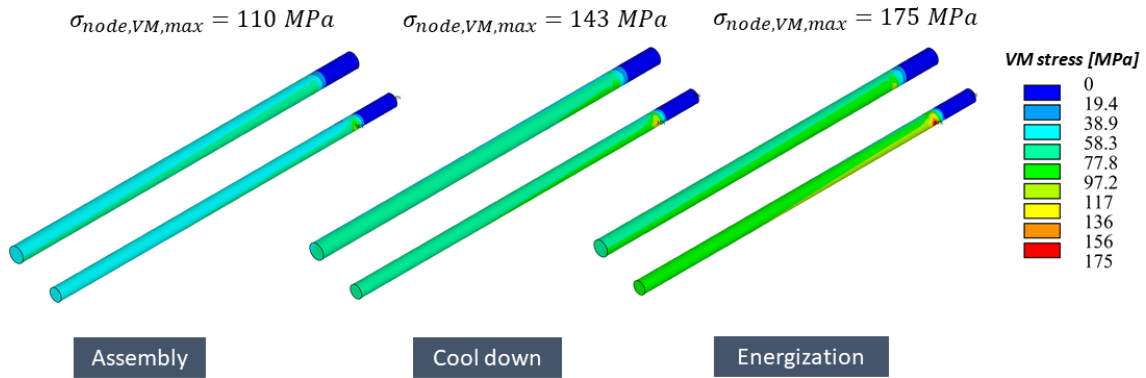 σnode,VM,max = 110 MPa
σnode,VM,max = 143 MPa
σnode,VM,max = 175 MPa
VM stress [MPa]
0
19.4
38.9
58.3
77.8
97.2
117
136
156
175
Assembly
Cool down
Energization